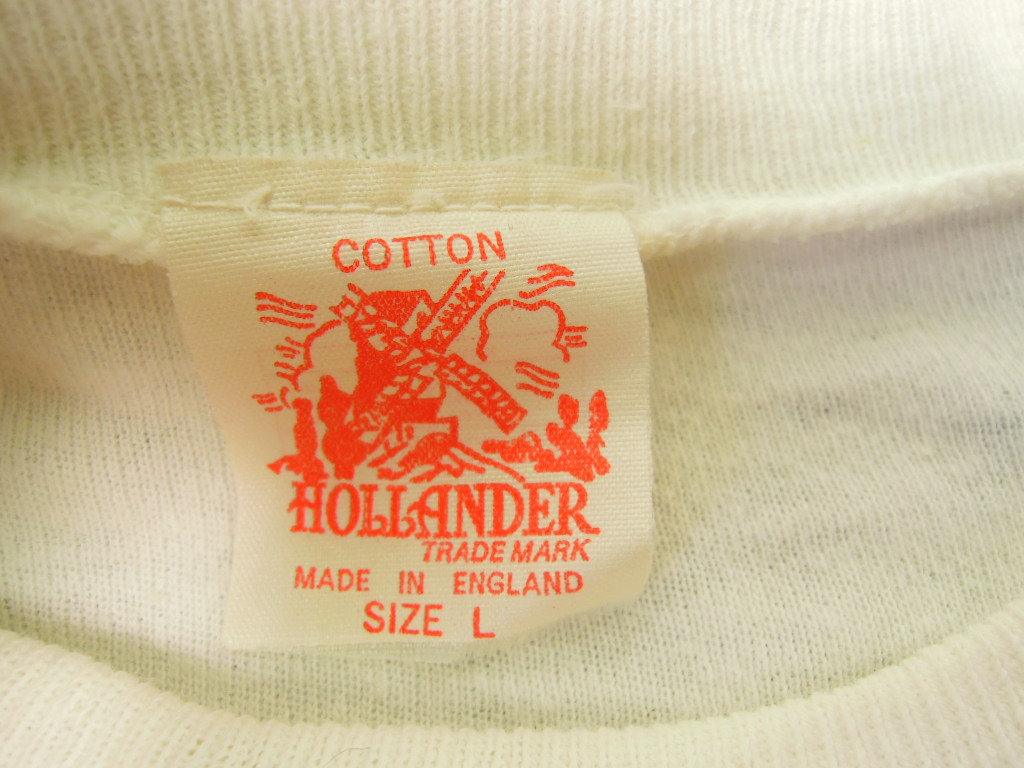 COTTON
HOLLANDER
TRADE MARK
MADE IN ENGLAND
SIZE L